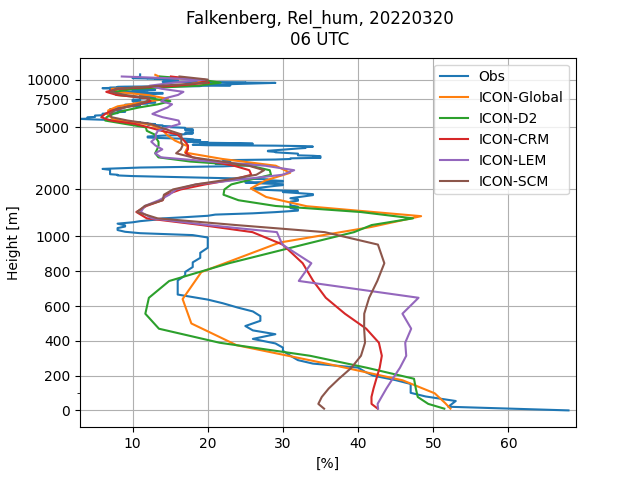 Falkenberg, Rel_hum, 20220320
06 UTC
Obs
ICON-Global
ICON-D2
ICON-CRM
ICON-LEM
ICON-SCM
10000
7500
5000
2000
1000
800
600
400
200
0
Height [m]
10 20 30 40 50 60
[%]